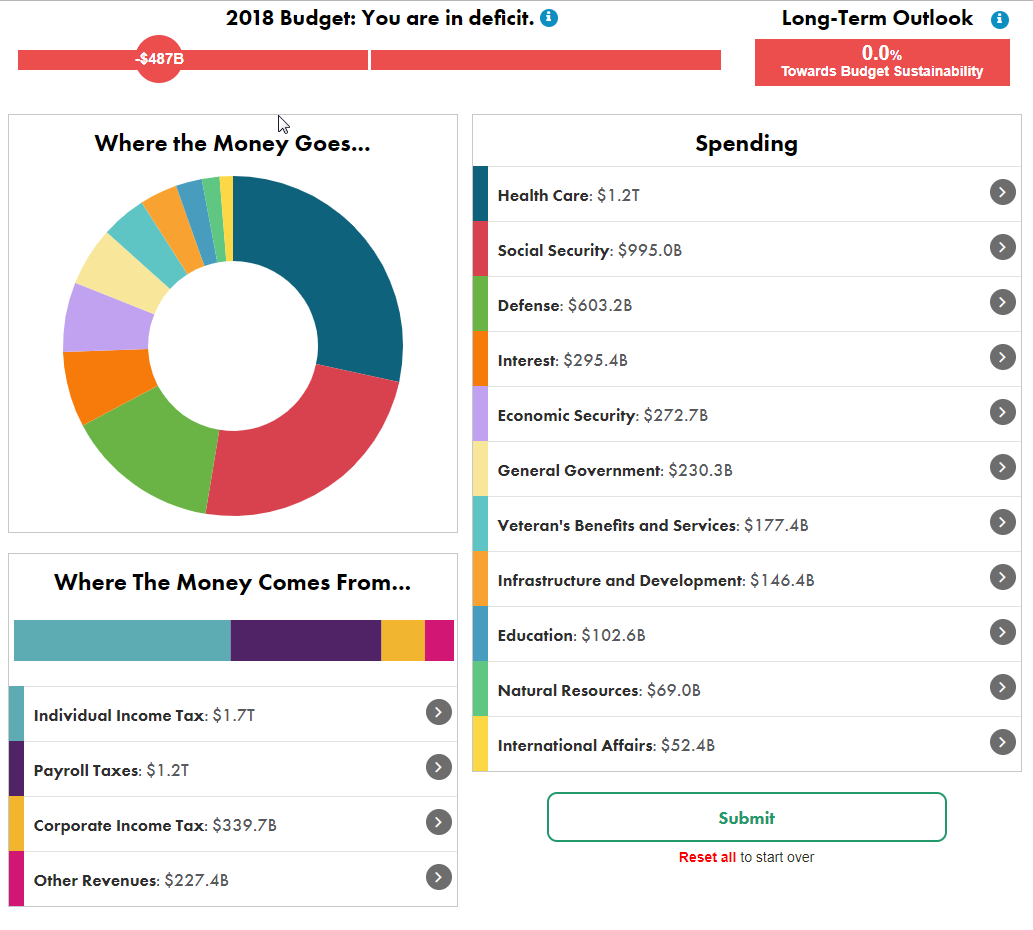 2018 Budget: You are in deficit.
-$487B
Long-Term Outlook
0.0%
Towards Budget Sustainability
Where the Money Goes...
Spending
Health Care: $1.2T
Social Security: $995.0B
Defense: $603.2B
Interest: $295.4B
Economic Security: $272.7B
General Government: $230.3B
Veteran's Benefits and Services: $177.4B
Infrastructure and Development: $146.4B
Education: $102.6B
Natural Resources: $69.0B
International Affairs: $52.4B
Where The Money Comes From...
Individual Income Tax: $1.7T
Payroll Taxes: $1.2T
Corporate Income Tax: $339.7B
Other Revenues: $227.4B
Submit
Reset all to start over